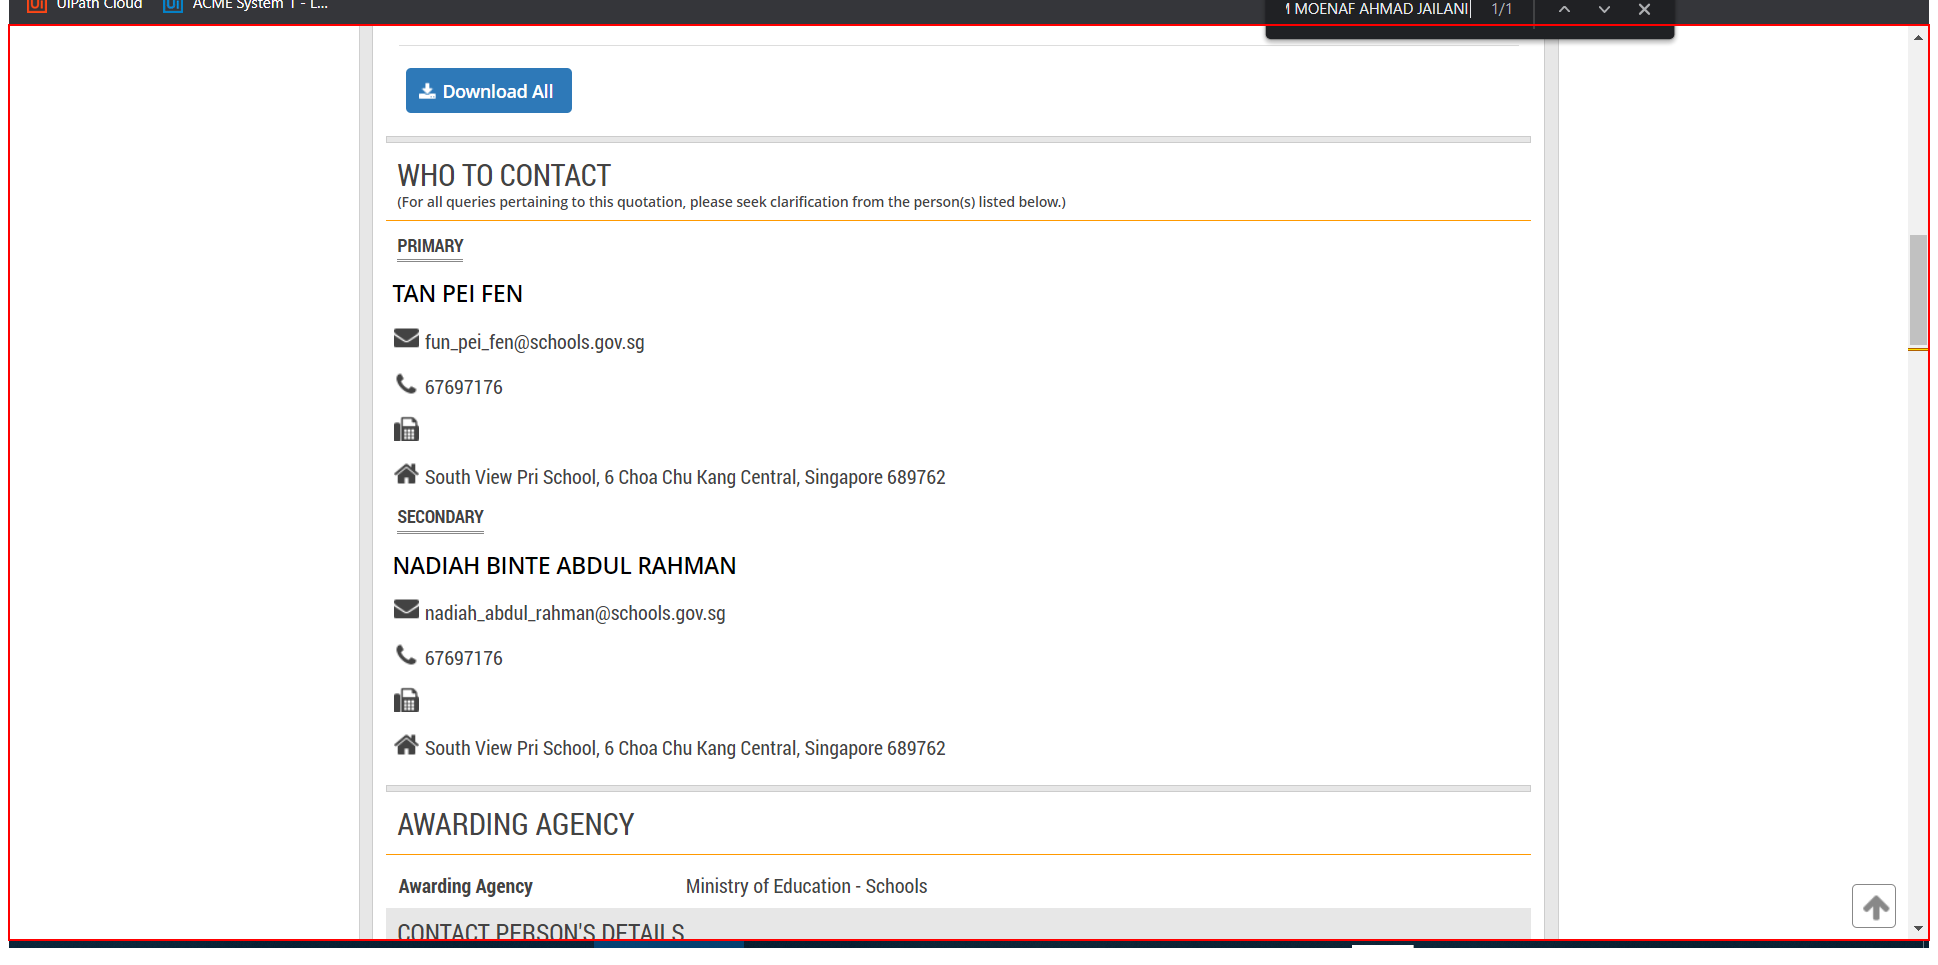 UiPath Cloud
ACME System 1 - L...
MOENAF AHMAD JAILANI 1/1
Download All
WHO TO CONTACT
(For all queries pertaining to this quotation, please seek clarification from the person(s) listed below.)
PRIMARY
TAN PEI FEN
fun_pei_fen@schools.gov.sg
67697176
South View Pri School, 6 Choa Chu Kang Central, Singapore 689762
SECONDARY
NADIAH BINTE ABDUL RAHMAN
nadiah_abdul_rahman@schools.gov.sg
67697176
South View Pri School, 6 Choa Chu Kang Central, Singapore 689762
AWARDING AGENCY
Awarding Agency Ministry of Education - Schools
CONTACT PERSON'S DETAILS